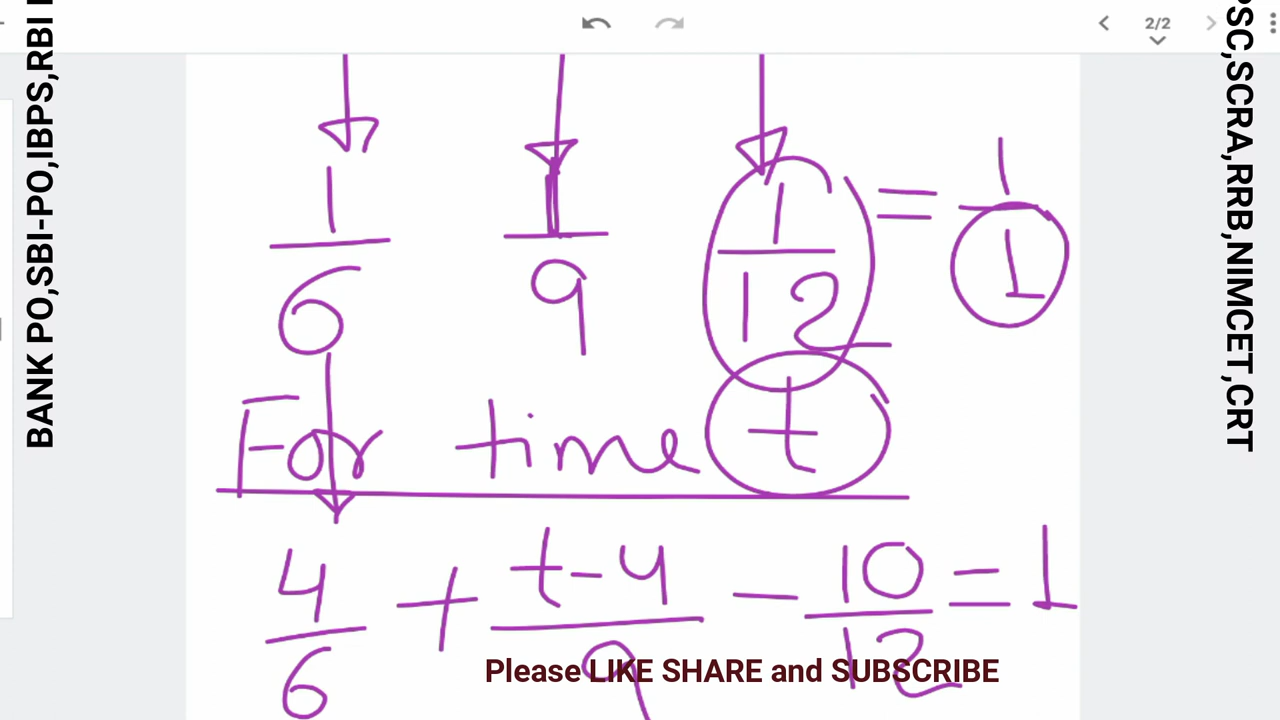 2/2
BANK PO,SBI-PO,IBPS,RBI
PSC,SCRA,RRB,NIMCET,CRT
1/6 1/9 1/12 = 1/1
For time t
4/6 + t-4/9 - 10/12 = 1
Please LIKE SHARE and SUBSCRIBE